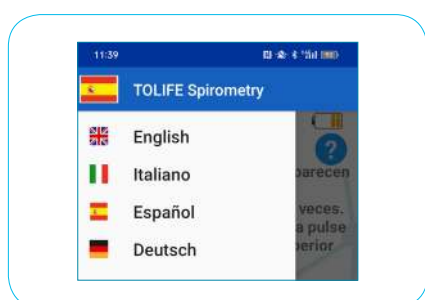 11:39
TOLIFE Spirometry
English
?
Italiano
parecen
Español
veces.
a pulse
Deutsch
perior